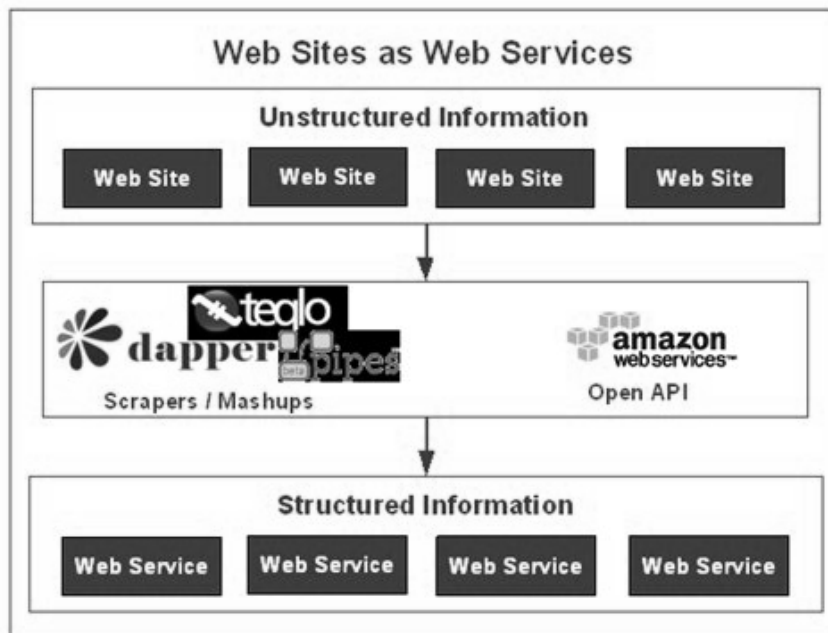 Web Sites as Web Services
Unstructured Information
Web Site
Web Site
Web Site
Web Site
teqlo
dapper
pipes
beta
Scrapers / Mashups
amazon
webservices™
Open API
Structured Information
Web Service
Web Service
Web Service
Web Service